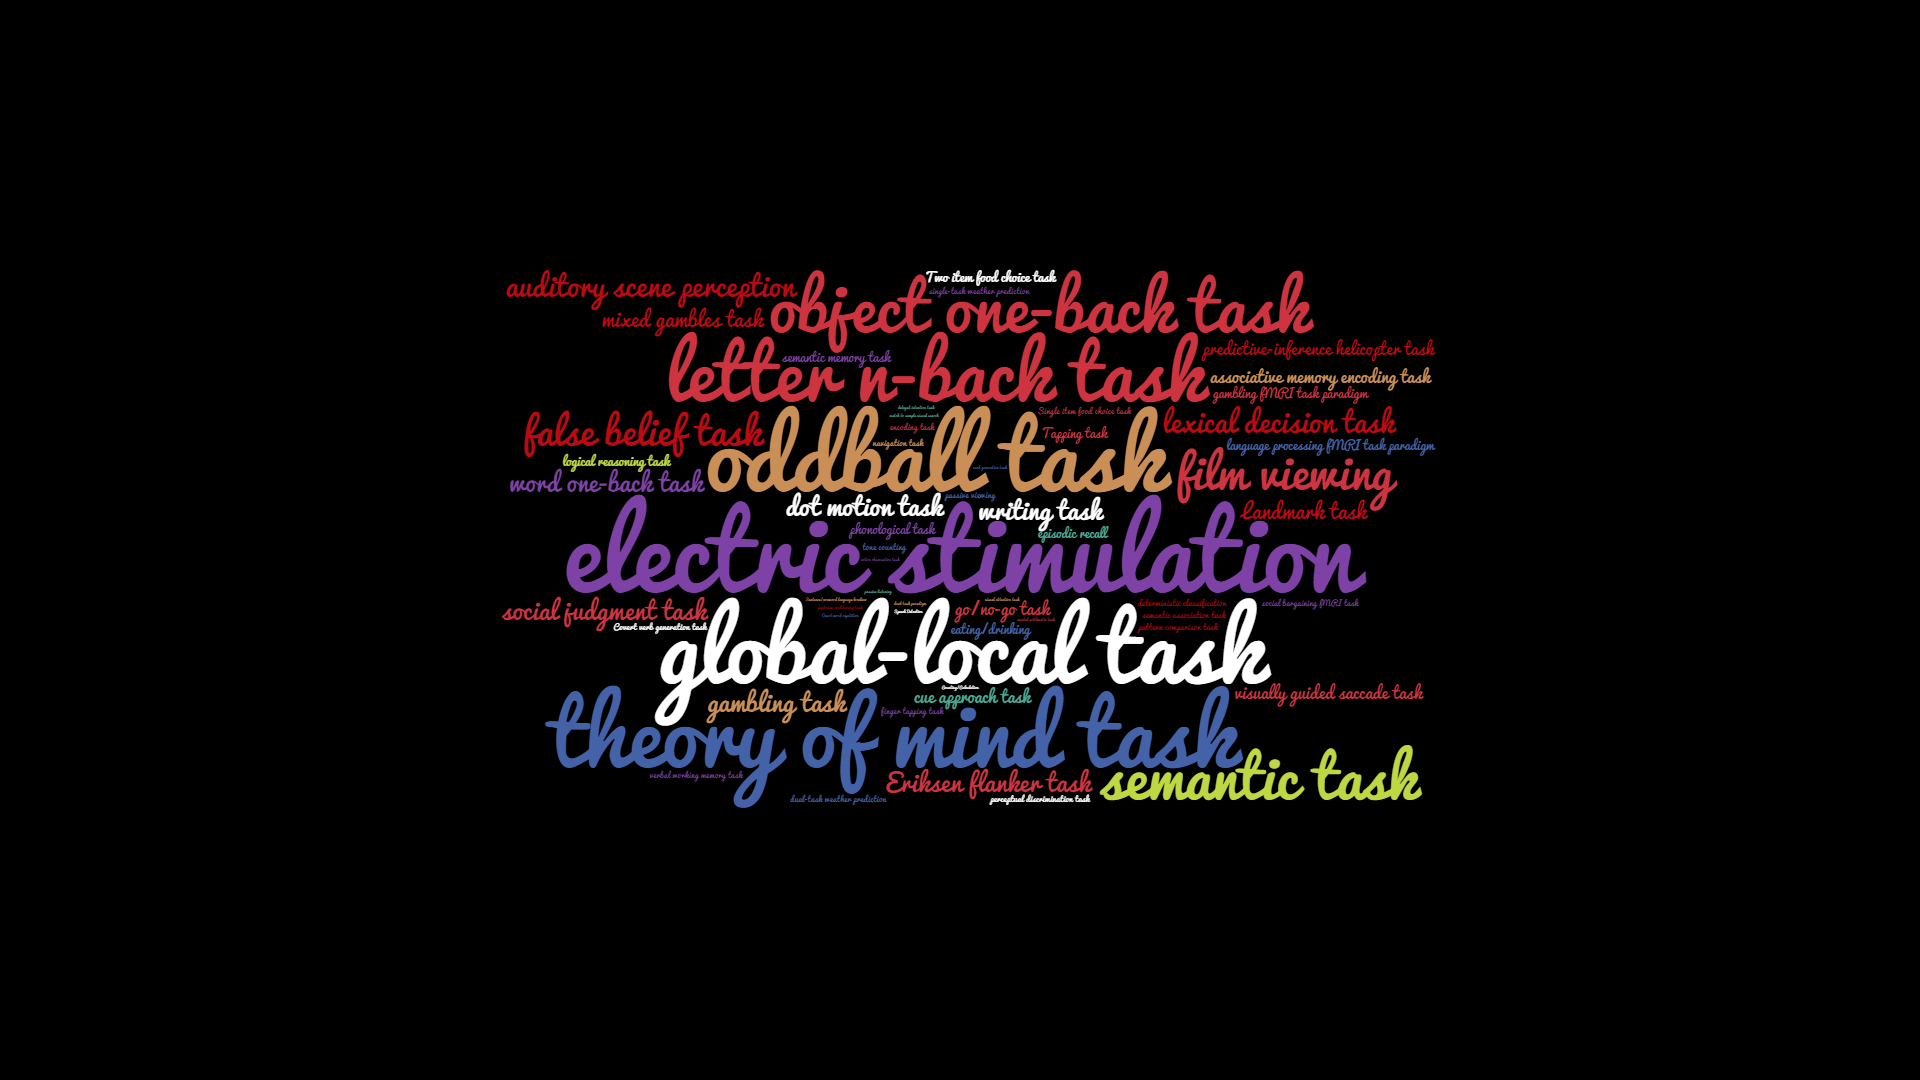 Two item food choice task
auditory scene perception
object one-back task
single-task weather prediction
mixed gambles task
letter n-back task
semantic memory task
predictive-inference helicopter task
associative memory encoding task
gambling fMRI task paradigm
Single item food choice task
false belief task
oddball task
lexical decision task
encoding task
Tapping task
navigation task
language processing fMRI task paradigm
logical reasoning task
film viewing
word one-back task
passive viewing
dot motion task
writing task
Landmark task
electric stimulation
phonological task
episodic recall
tone counting
passive listening
social judgment task
go/no-go task
deterministic classification
social bargaining fMRI task
semantic association task
Covert verb generation task
eating/drinking
pattern comparison task
global-local task
visually guided saccade task
gambling task
cue approach task
finger tapping task
theory of mind task
verbal working memory task
Eriksen flanker task
semantic task
dual-task weather prediction
perceptual discrimination task